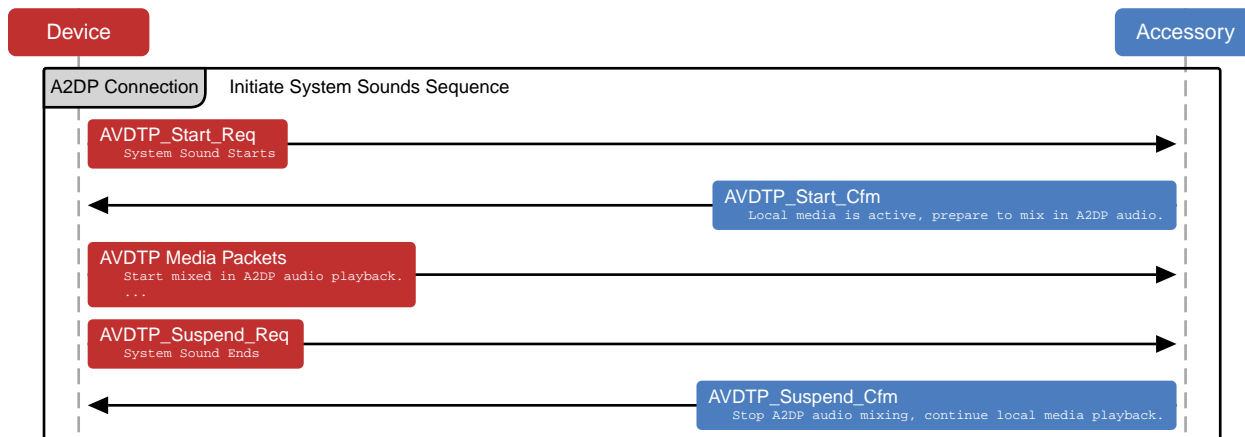 Device
Accessory
A2DP Connection
Initiate System Sounds Sequence
AVDTP_Start_Req
System Sound Starts
AVDTP_Start_Cfm
Local media is active, prepare to mix in A2DP audio.
AVDTP Media Packets
Start mixed in A2DP audio playback.
...
AVDTP_Suspend_Req
System Sound Ends
AVDTP_Suspend_Cfm
Stop A2DP audio mixing, continue local media playback.